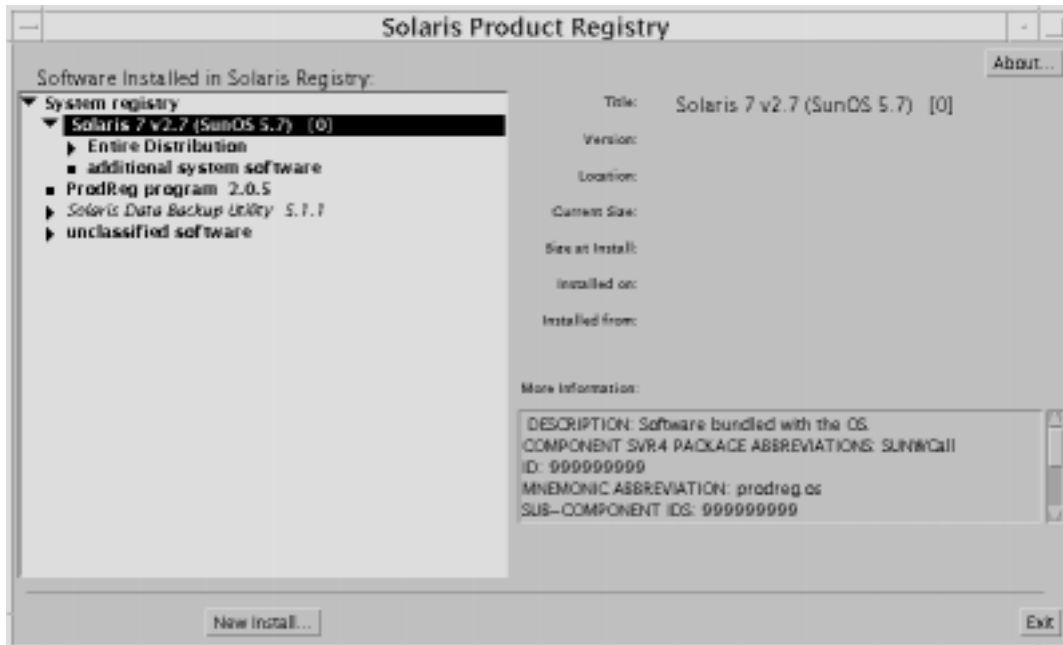 Solaris Product Registry
About...
Software Installed in Solaris Registry:
System registry
Solaris 7 v2.7 (SunOS 5.7) [0]
Entire Distribution
additional system software
ProdReg program 2.0.5
Solaris Data Backup Utility 5.1.1
unclassified software
Title: Solaris 7 v2.7 (SunOS 5.7) [0]
Version:
Location:
Current Size:
Size at Install:
Installed on:
Installed from:
More Information:
DESCRIPTION: Software bundled with the OS.
COMPONENT SVR4 PACKAGE ABBREVIATIONS: SUNWCall
ID: 999999999
MNEMONIC ABBREVIATION: prodreg.os
SUB-COMPONENT IDS: 999999999
New Install...
Exit